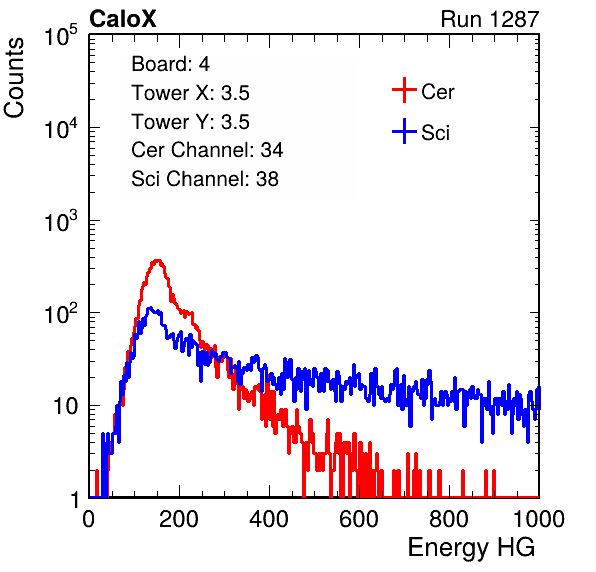 CaloX Run 1287
Counts
10^5
10^4
10^3
10^2
10
1
Board: 4
Tower X: 3.5
Tower Y: 3.5
Cer Channel: 34
Sci Channel: 38
Cer
Sci
0 200 400 600 800 1000
Energy HG